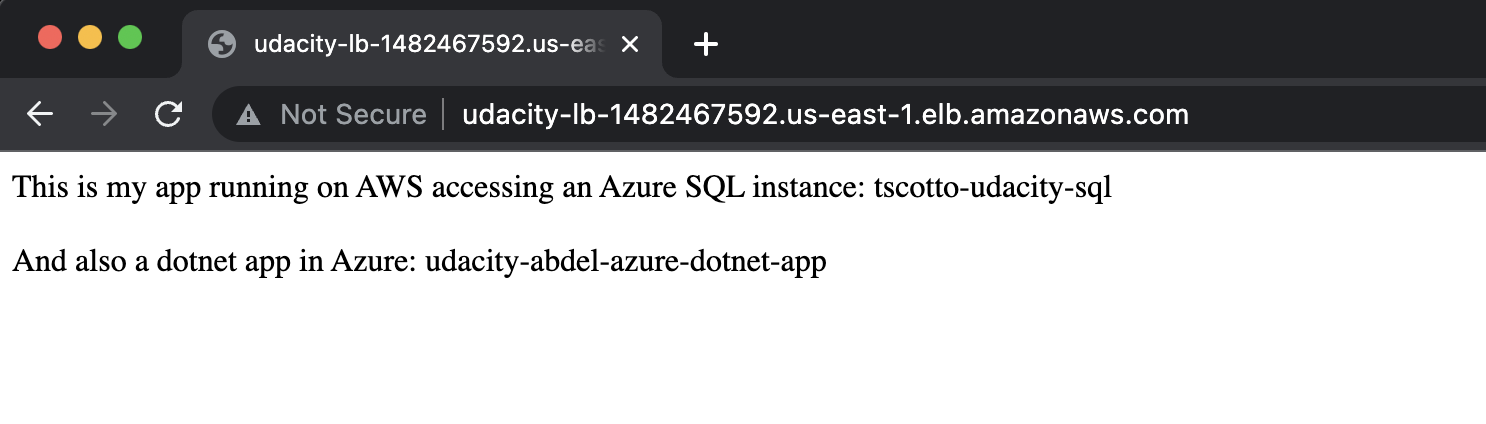 udacity-lb-1482467592.us-eas
Not Secure udacity-lb-1482467592.us-east-1.elb.amazonaws.com
This is my app running on AWS accessing an Azure SQL instance: tscotto-udacity-sql
And also a dotnet app in Azure: udacity-abdel-azure-dotnet-app